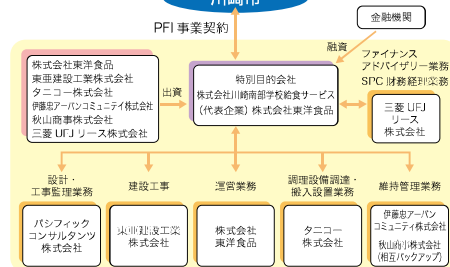 川崎市
PFI 事業契約
金融機関
融資
ファイナンス
アドバイザリー業務
SPC 財務経理業務
株式会社東洋食品
東亜建設工業株式会社
タニコー株式会社
伊藤忠アーバンコミュニティ株式会社
秋山商事株式会社
三菱 UFJ リース株式会社
出資
特別目的会社
株式会社川崎南部学校給食サービス
(代表企業)株式会社東洋食品
三菱 UFJ
リース
株式会社
設計・
工事監理業務
建設工事
運営業務
調理設備調達・
搬入設置業務
維持管理業務
パシフィック
コンサルタンツ
株式会社
東亜建設工業
株式会社
株式会社
東洋食品
タニコー
株式会社
伊藤忠アーバン
コミュニティ株式会社
秋山商事株式会社
(相互バックアップ)